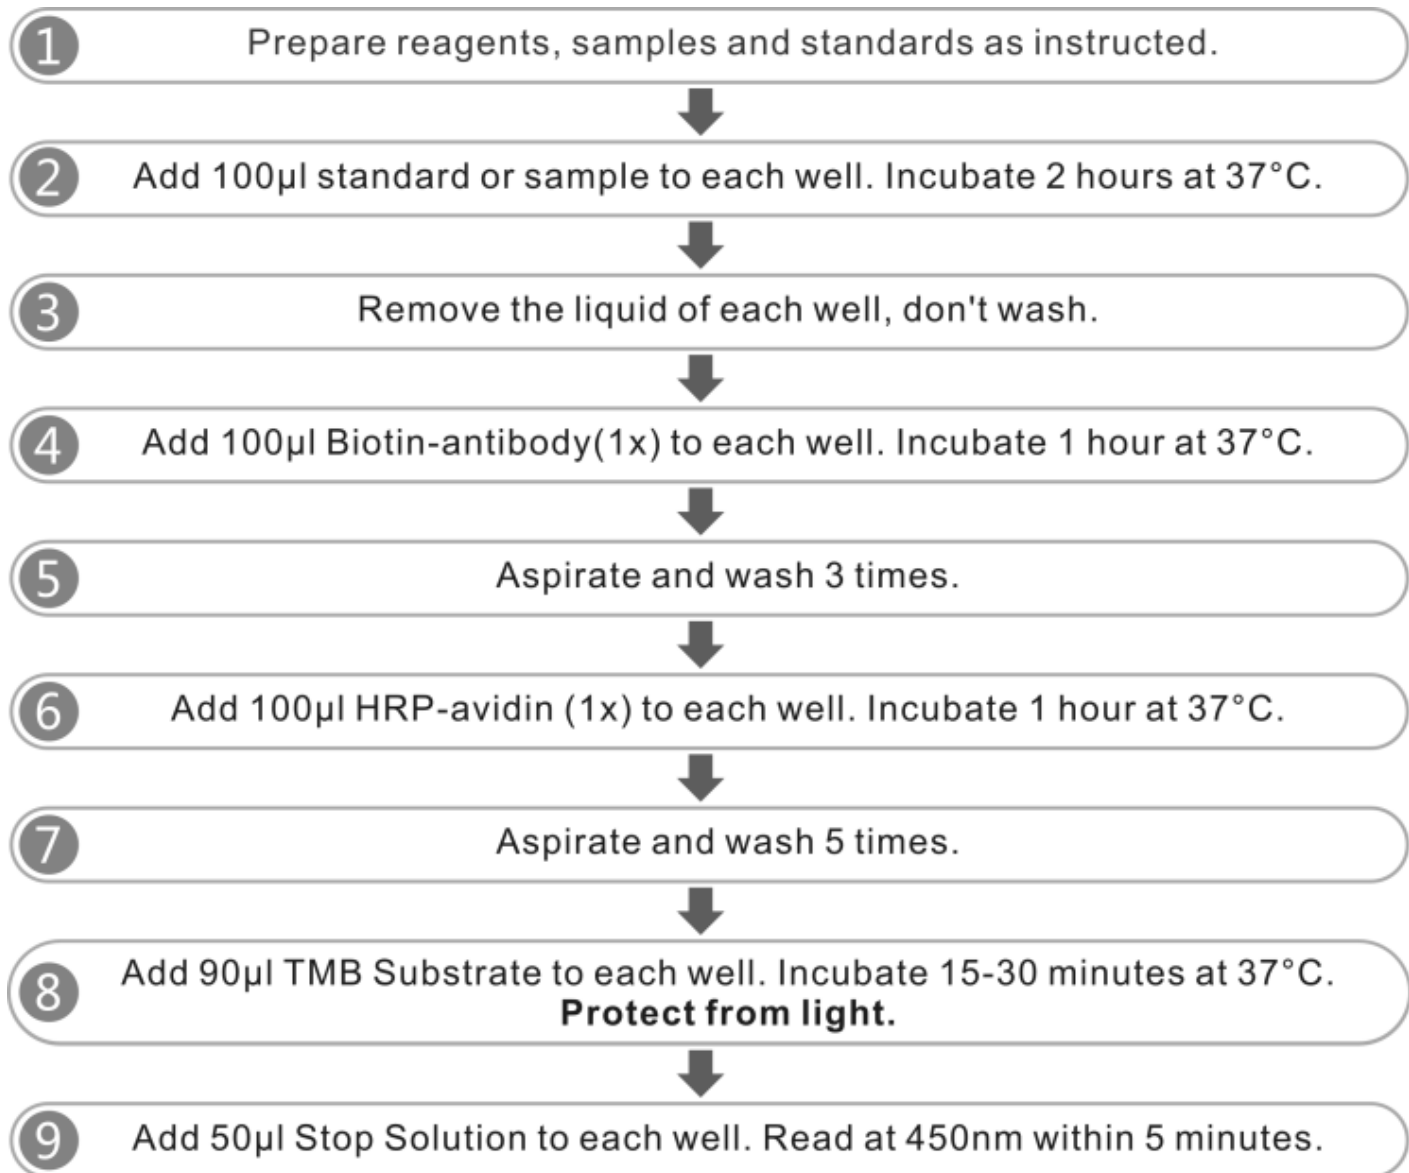 1 Prepare reagents, samples and standards as instructed.
2 Add 100µl standard or sample to each well. Incubate 2 hours at 37°C.
3 Remove the liquid of each well, don't wash.
4 Add 100µl Biotin-antibody(1x) to each well. Incubate 1 hour at 37°C.
5 Aspirate and wash 3 times.
6 Add 100µl HRP-avidin (1x) to each well. Incubate 1 hour at 37°C.
7 Aspirate and wash 5 times.
8 Add 90µl TMB Substrate to each well. Incubate 15-30 minutes at 37°C.
Protect from light.
9 Add 50µl Stop Solution to each well. Read at 450nm within 5 minutes.